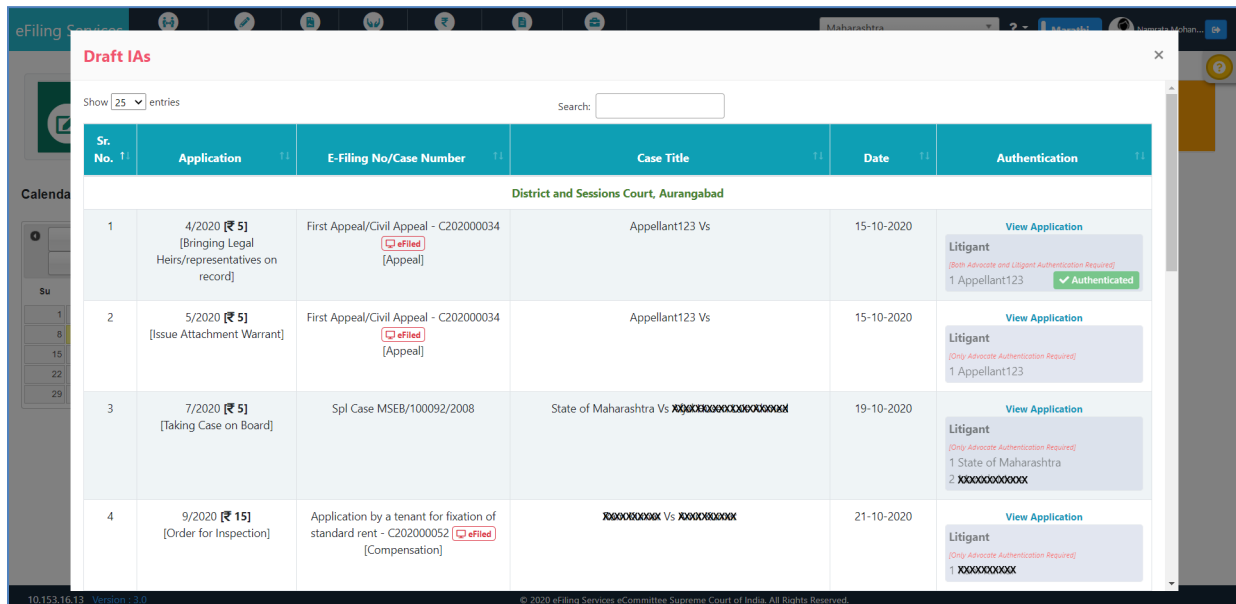 eFiling Services
Maharashtra
?
Marathi
Namrata Mohan...
Draft IAs
×
Show 25 entries
Search:
Sr. No.
Application
E-Filing No/Case Number
Case Title
Date
Authentication
District and Sessions Court, Aurangabad
1
4/2020 [₹ 5]
[Bringing Legal
Heirs/representatives on
record]
First Appeal/Civil Appeal - C202000034
eFiled
[Appeal]
Appellant123 Vs
15-10-2020
View Application
Litigant
[Both Advocate and Litigant Authentication Required]
1 Appellant123
Authenticated
2
5/2020 [₹ 5]
[Issue Attachment Warrant]
First Appeal/Civil Appeal - C202000034
eFiled
[Appeal]
Appellant123 Vs
15-10-2020
View Application
Litigant
[Only Advocate Authentication Required]
1 Appellant123
3
7/2020 [₹ 5]
[Taking Case on Board]
Spl Case MSEB/100092/2008
State of Maharashtra Vs
19-10-2020
View Application
Litigant
[Only Advocate Authentication Required]
1 State of Maharashtra
2
4
9/2020 [₹ 15]
[Order for Inspection]
Application by a tenant for fixation of
standard rent - C202000052 eFiled
[Compensation]
Vs
21-10-2020
View Application
Litigant
[Only Advocate Authentication Required]
1
Calenda
Su
1
8
15
22
29
10.153.16.13 Version : 3.0
© 2020 eFiling Services eCommittee Supreme Court of India. All Rights Reserved.